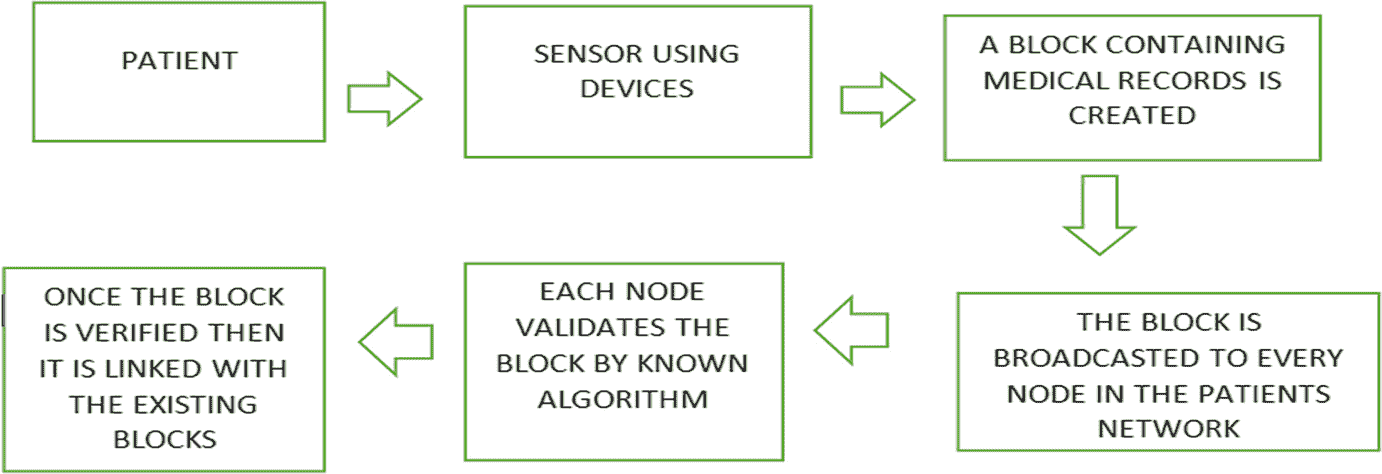 PATIENT
SENSOR USING
DEVICES
A BLOCK CONTAINING
MEDICAL RECORDS IS
CREATED
THE BLOCK IS
BROADCASTED TO EVERY
NODE IN THE PATIENTS
NETWORK
EACH NODE
VALIDATES THE
BLOCK BY KNOWN
ALGORITHM
ONCE THE BLOCK
IS VERIFIED THEN
IT IS LINKED WITH
THE EXISTING
BLOCKS